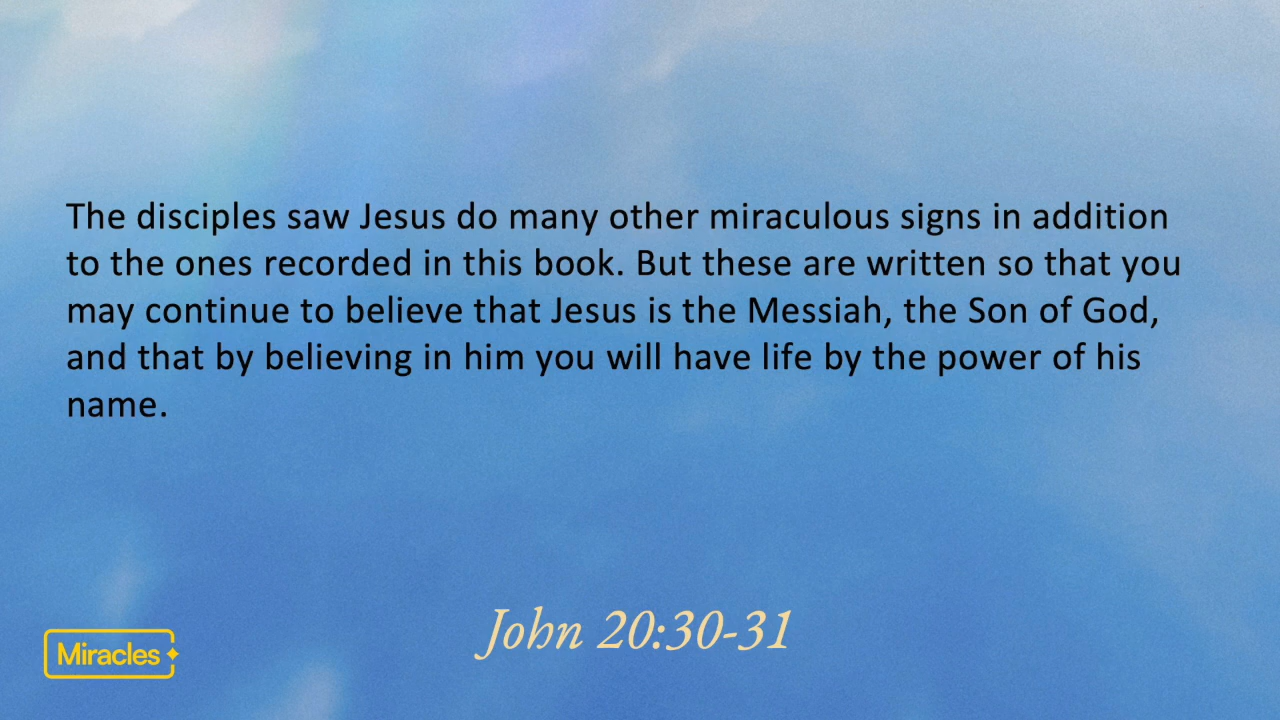 The disciples saw Jesus do many other miraculous signs in addition
to the ones recorded in this book. But these are written so that you
may continue to believe that Jesus is the Messiah, the Son of God,
and that by believing in him you will have life by the power of his
name.
John 20:30-31
Miracles